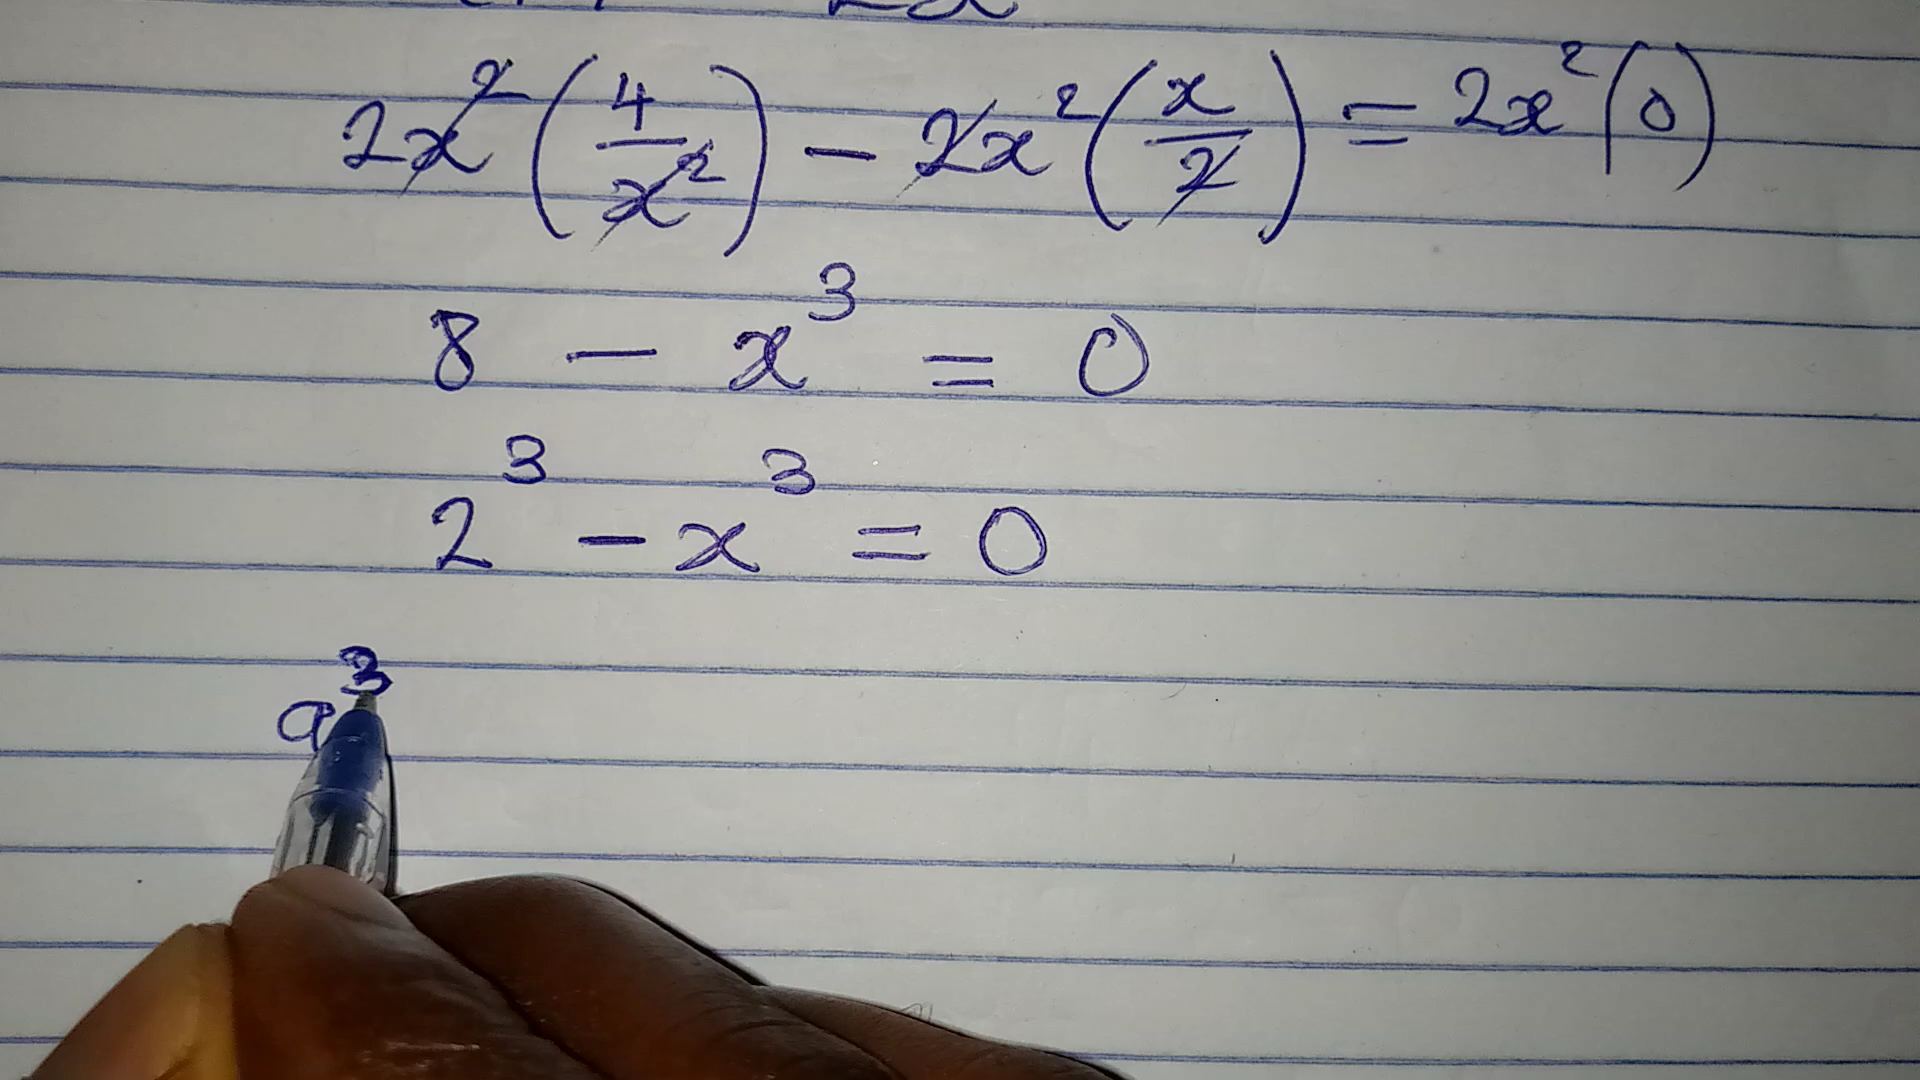 2x²(4/x²) - 2x²(x/2) = 2x²(0)
8 - x³ = 0
2³ - x³ = 0
a³